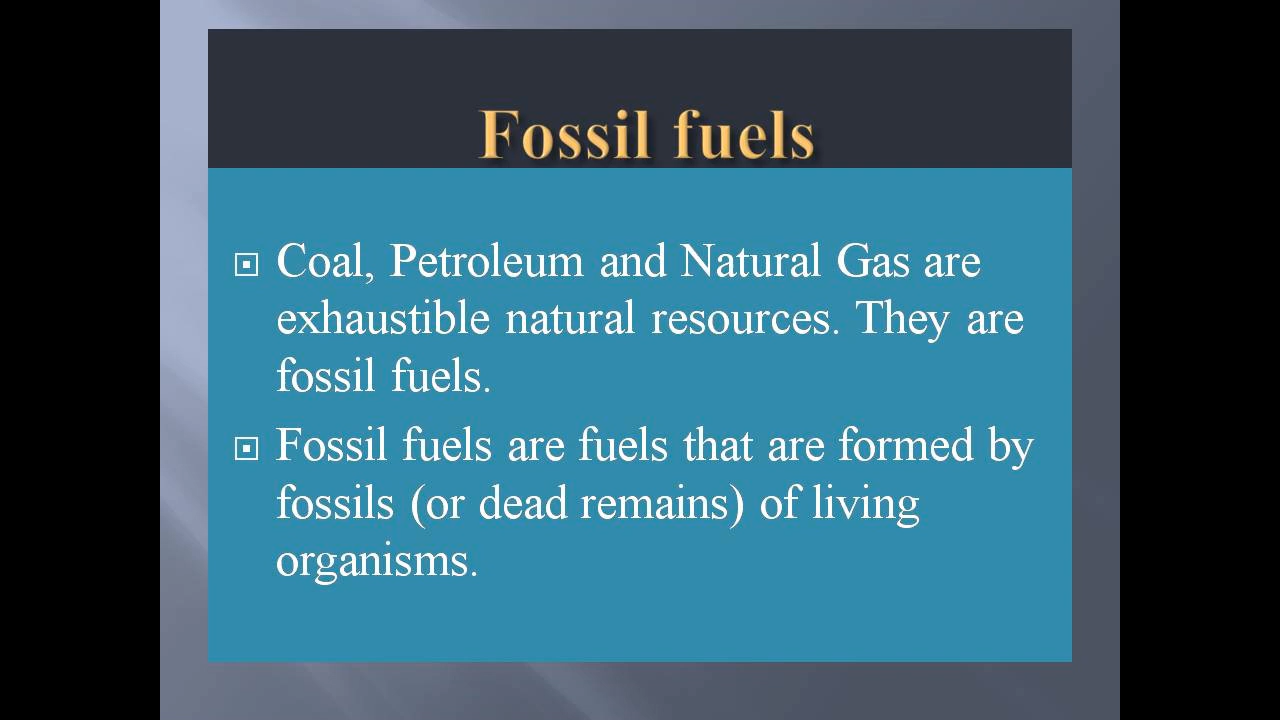 Fossil fuels
Coal, Petroleum and Natural Gas are
exhaustible natural resources. They are
fossil fuels.
Fossil fuels are fuels that are formed by
fossils (or dead remains) of living
organisms.